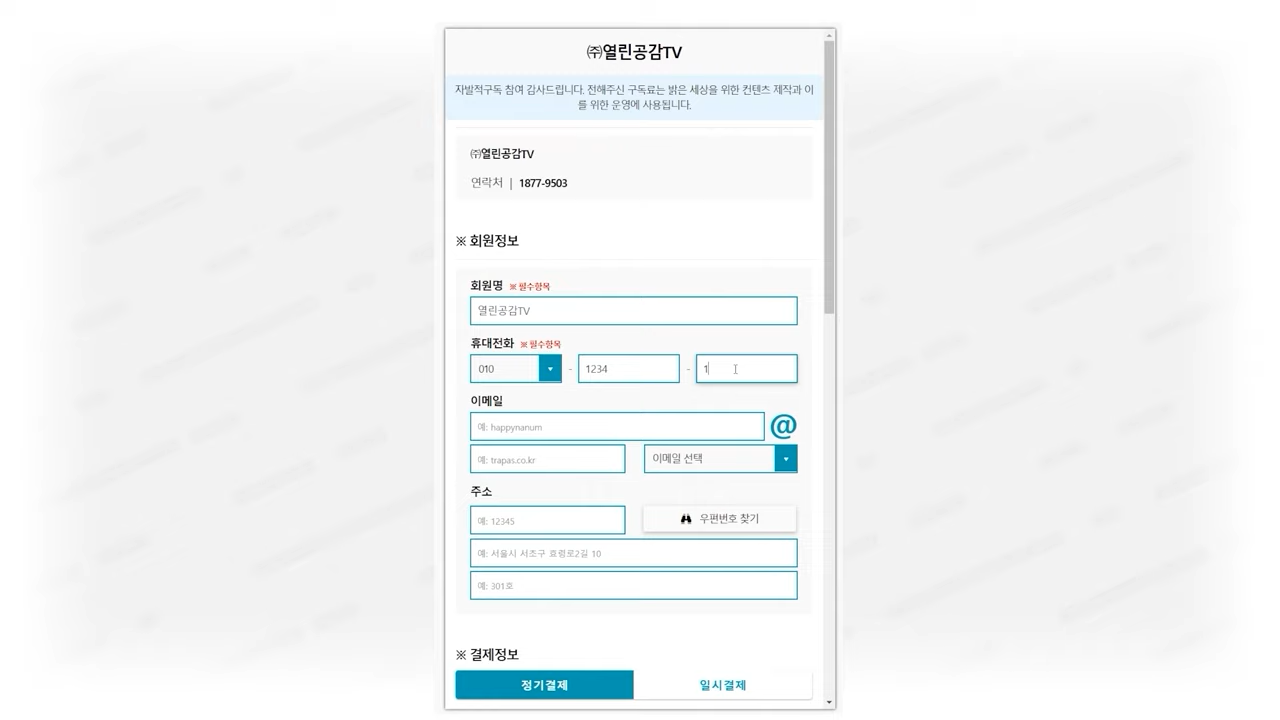 ㈜열린공감TV
자발적구독 참여 감사드립니다. 전해주신 구독료는 밝은 세상을 위한 컨텐츠 제작과 이
를 위한 운영에 사용됩니다.
㈜열린공감TV
연락처 | 1877-9503
※ 회원정보
회원명 ※ 필수항목
열린공감TV
휴대전화 ※ 필수항목
010 - 1234 - 1
이메일
예: happynanum @
예: trapas.co.kr 이메일 선택
주소
예: 12345 우편번호 찾기
예: 서울시 서초구 효령로2길 10
예: 301호
※ 결제정보
정기결제 일시결제